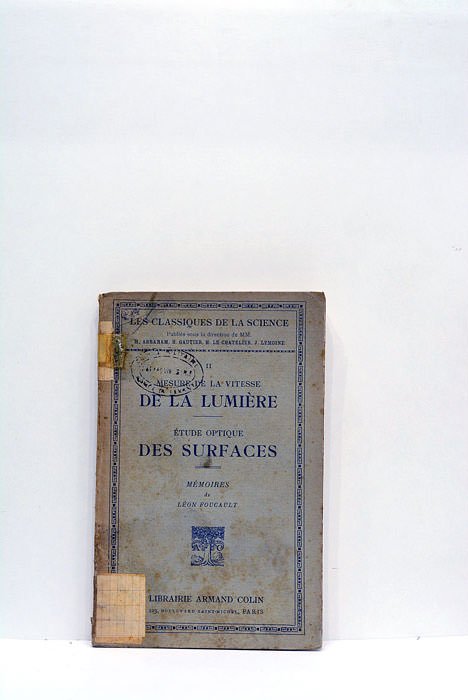 LES CLASSIQUES DE LA SCIENCE
Publiés sous la direction de MM.
H. ABRAHAM, H. GAUTIER, H. LE CHATELIER, J. LEMOINE
II
MESURE DE LA VITESSE
DE LA LUMIÈRE
ÉTUDE OPTIQUE
DES SURFACES
MÉMOIRES
de
LÉON FOUCAULT
LIBRAIRIE ARMAND COLIN
103, BOULEVARD SAINT-MICHEL, PARIS